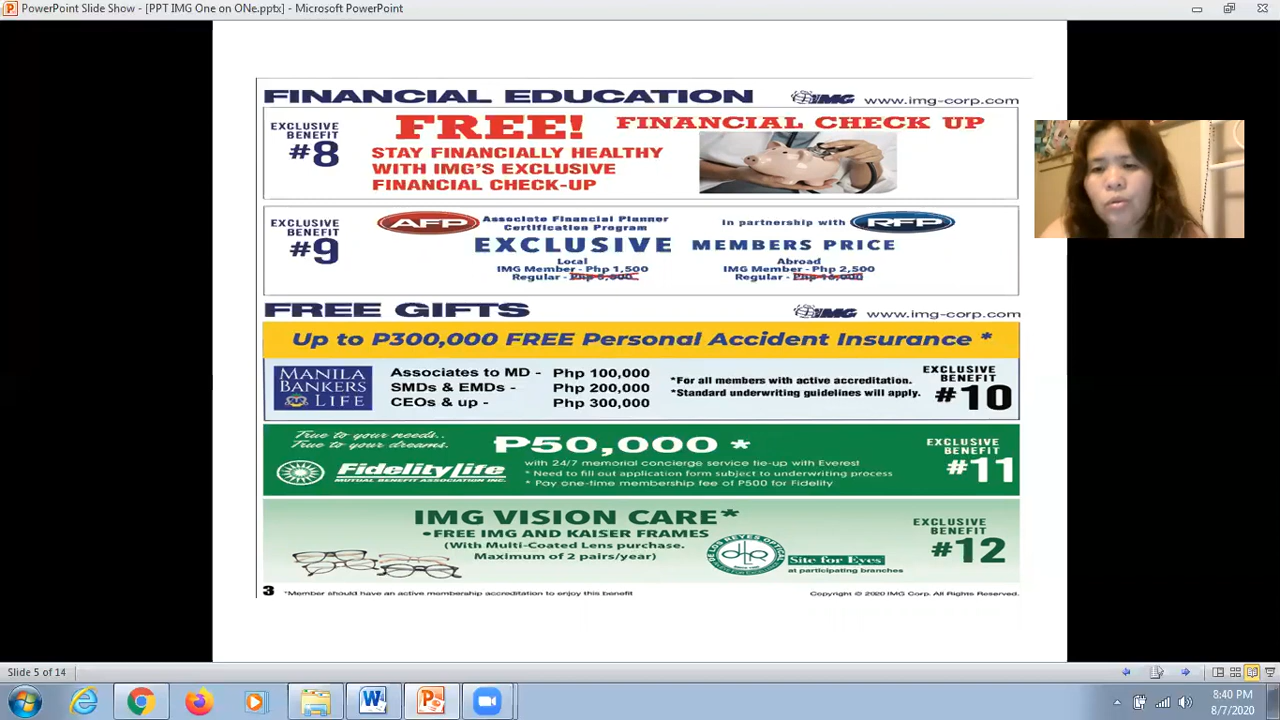 PowerPoint Slide Show - [PPT IMG One on ONe.pptx] - Microsoft PowerPoint
FINANCIAL EDUCATION
IMG www.img-corp.com
EXCLUSIVE
BENEFIT
#8
FREE!
FINANCIAL CHECK UP
STAY FINANCIALLY HEALTHY
WITH IMG'S EXCLUSIVE
FINANCIAL CHECK-UP
EXCLUSIVE
BENEFIT
#9
AFP Associate Financial Planner
Certification Program
In partnership with RFP
EXCLUSIVE MEMBERS PRICE
Local
IMG Member - Php 1,500
Regular -
Abroad
IMG Member - Php 2,500
Regular -
FREE GIFTS
IMG www.img-corp.com
Up to P300,000 FREE Personal Accident Insurance *
MANILA
BANKERS
LIFE
Associates to MD - Php 100,000
SMDs & EMDs - Php 200,000
CEOs & up - Php 300,000
*For all members with active accreditation.
*Standard underwriting guidelines will apply.
EXCLUSIVE
BENEFIT
#10
True to your needs..
True to your dreams.
FidelityLife
MUTUAL BENEFIT ASSOCIATION INC.
P50,000 *
with 24/7 memorial concierge service tie-up with Everest
* Need to fill out application form subject to underwriting process
* Pay one-time membership fee of P500 for Fidelity
EXCLUSIVE
BENEFIT
#11
IMG VISION CARE*
•FREE IMG AND KAISER FRAMES
(With Multi-Coated Lens purchase.
Maximum of 2 pairs/year)
Site for Eyes
at participating branches
EXCLUSIVE
BENEFIT
#12
3 *Member should have an active membership accreditation to enjoy this benefit
Copyright © 2020 IMG Corp. All Rights Reserved.
Slide 5 of 14
8:40 PM
8/7/2020